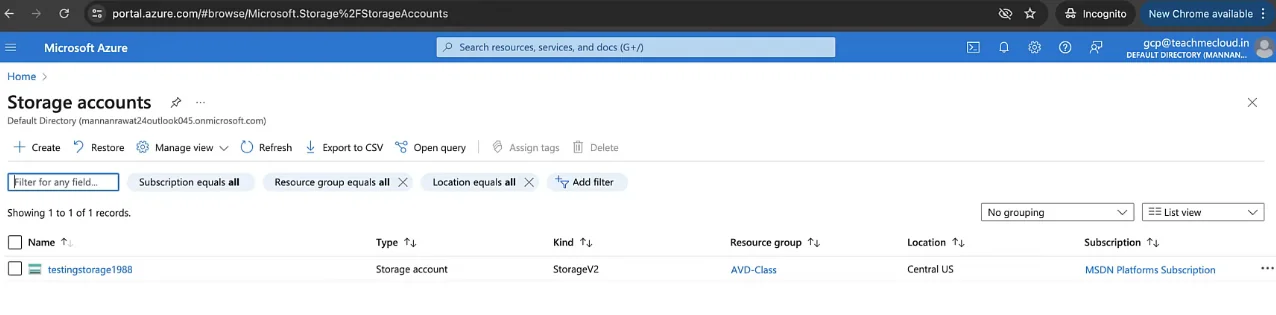 portal.azure.com/#browse/Microsoft.Storage%2FStorageAccounts Incognito New Chrome available
Microsoft Azure Search resources, services, and docs (G+/) gcp@teachmecloud.in
DEFAULT DIRECTORY (MANNAN...
Home
Storage accounts ...
Default Directory (mannanrawat24outlook045.onmicrosoft.com)
Create Restore Manage view Refresh Export to CSV Open query Assign tags Delete
Filter for any field... Subscription equals all Resource group equals all Location equals all Add filter
Showing 1 to 1 of 1 records. No grouping List view
Name Type Kind Resource group Location Subscription
testingstorage1988 Storage account StorageV2 AVD-Class Central US MSDN Platforms Subscription ...